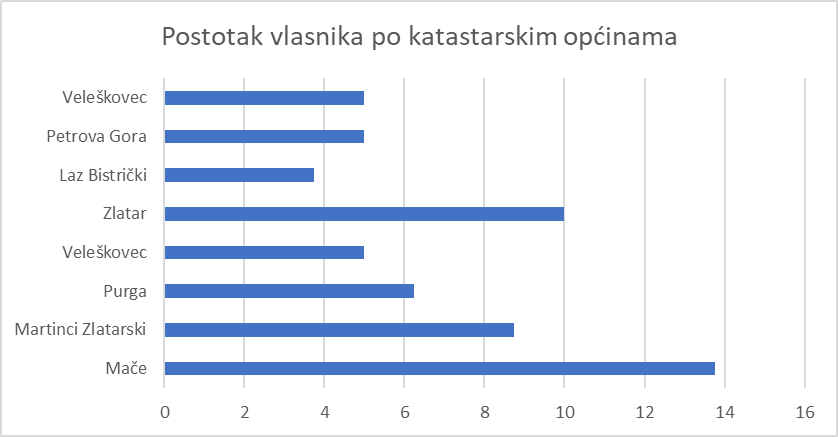 Postotak vlasnika po katastarskim općinama
Veleškovec
Petrova Gora
Laz Bistrički
Zlatar
Veleškovec
Purga
Martinci Zlatarski
Mače
0 2 4 6 8 10 12 14 16